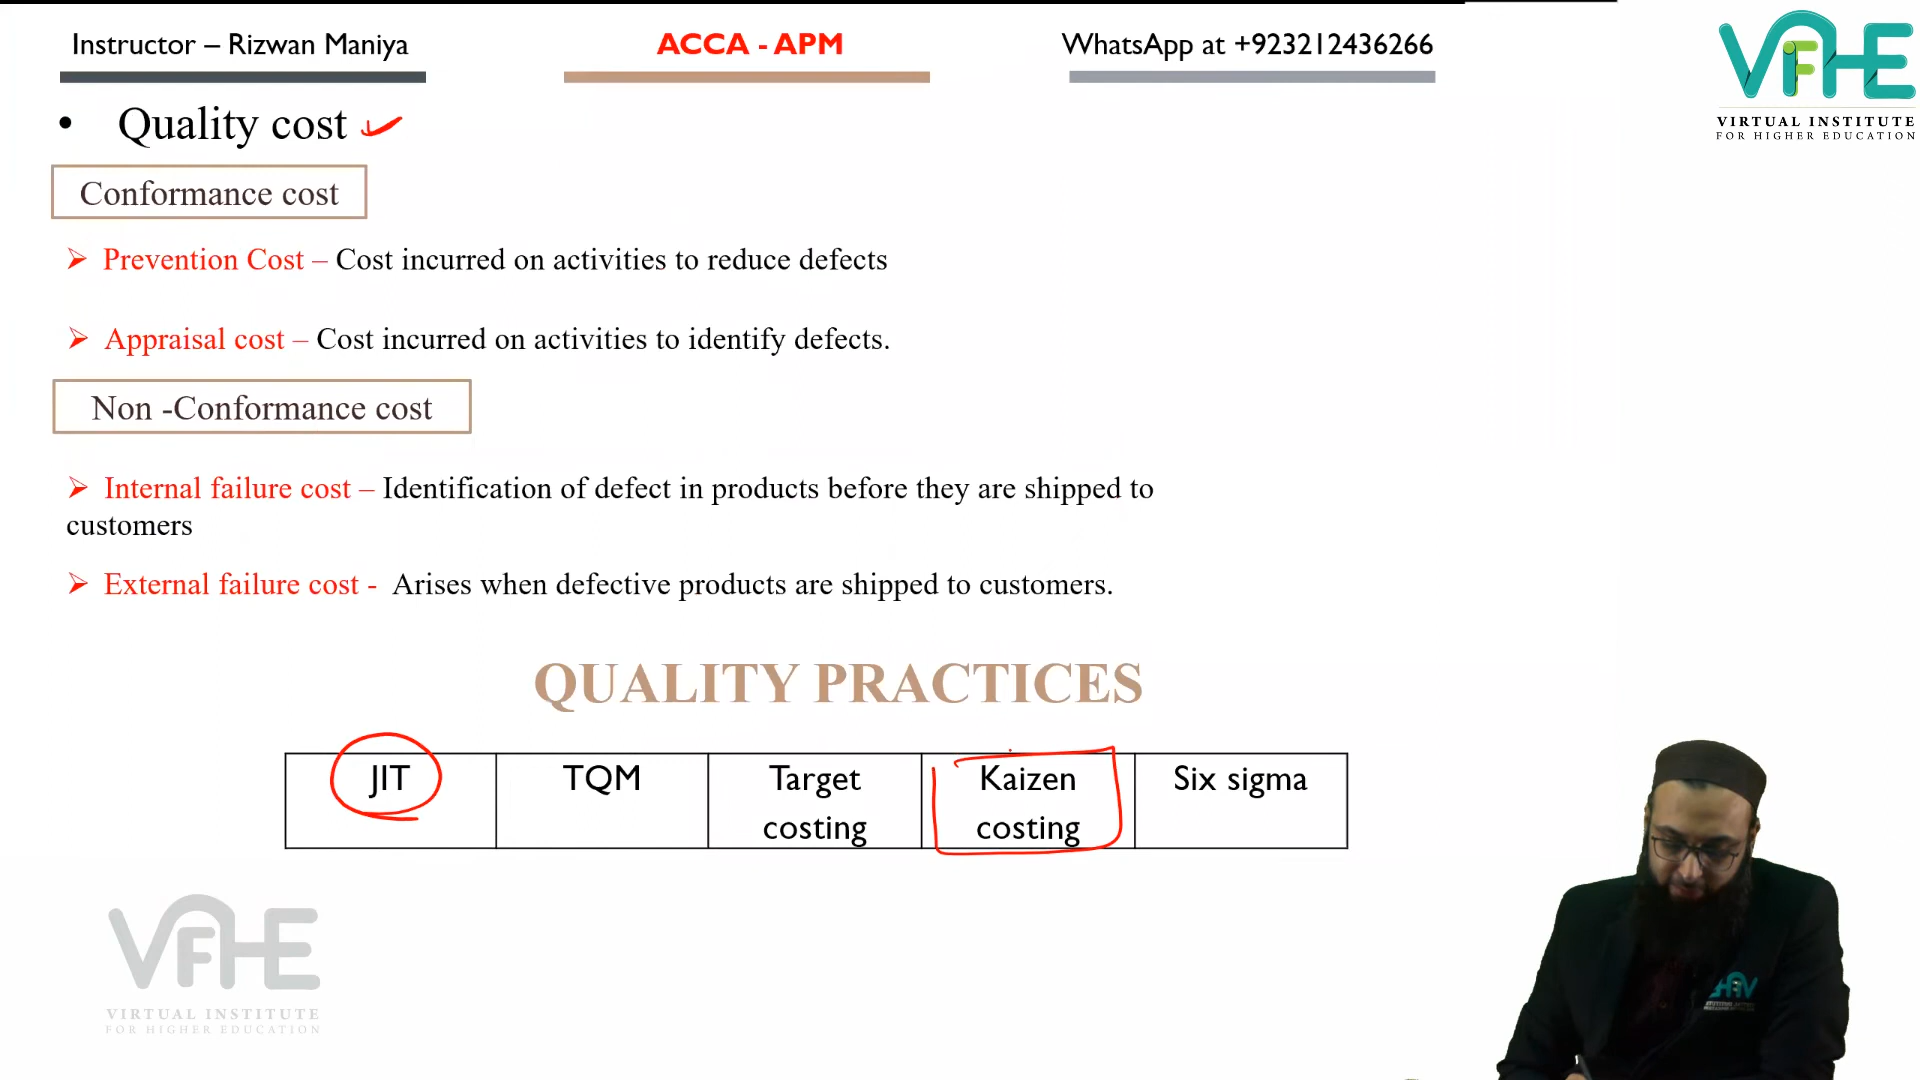 Instructor – Rizwan Maniya
ACCA - APM
WhatsApp at +923212436266
VIFHE
VIRTUAL INSTITUTE
FOR HIGHER EDUCATION
• Quality cost
Conformance cost
➢ Prevention Cost – Cost incurred on activities to reduce defects
➢ Appraisal cost – Cost incurred on activities to identify defects.
Non -Conformance cost
➢ Internal failure cost – Identification of defect in products before they are shipped to
customers
➢ External failure cost - Arises when defective products are shipped to customers.
QUALITY PRACTICES
JIT
TQM
Target
costing
Kaizen
costing
Six sigma
VIFHE
VIRTUAL INSTITUTE
FOR HIGHER EDUCATION